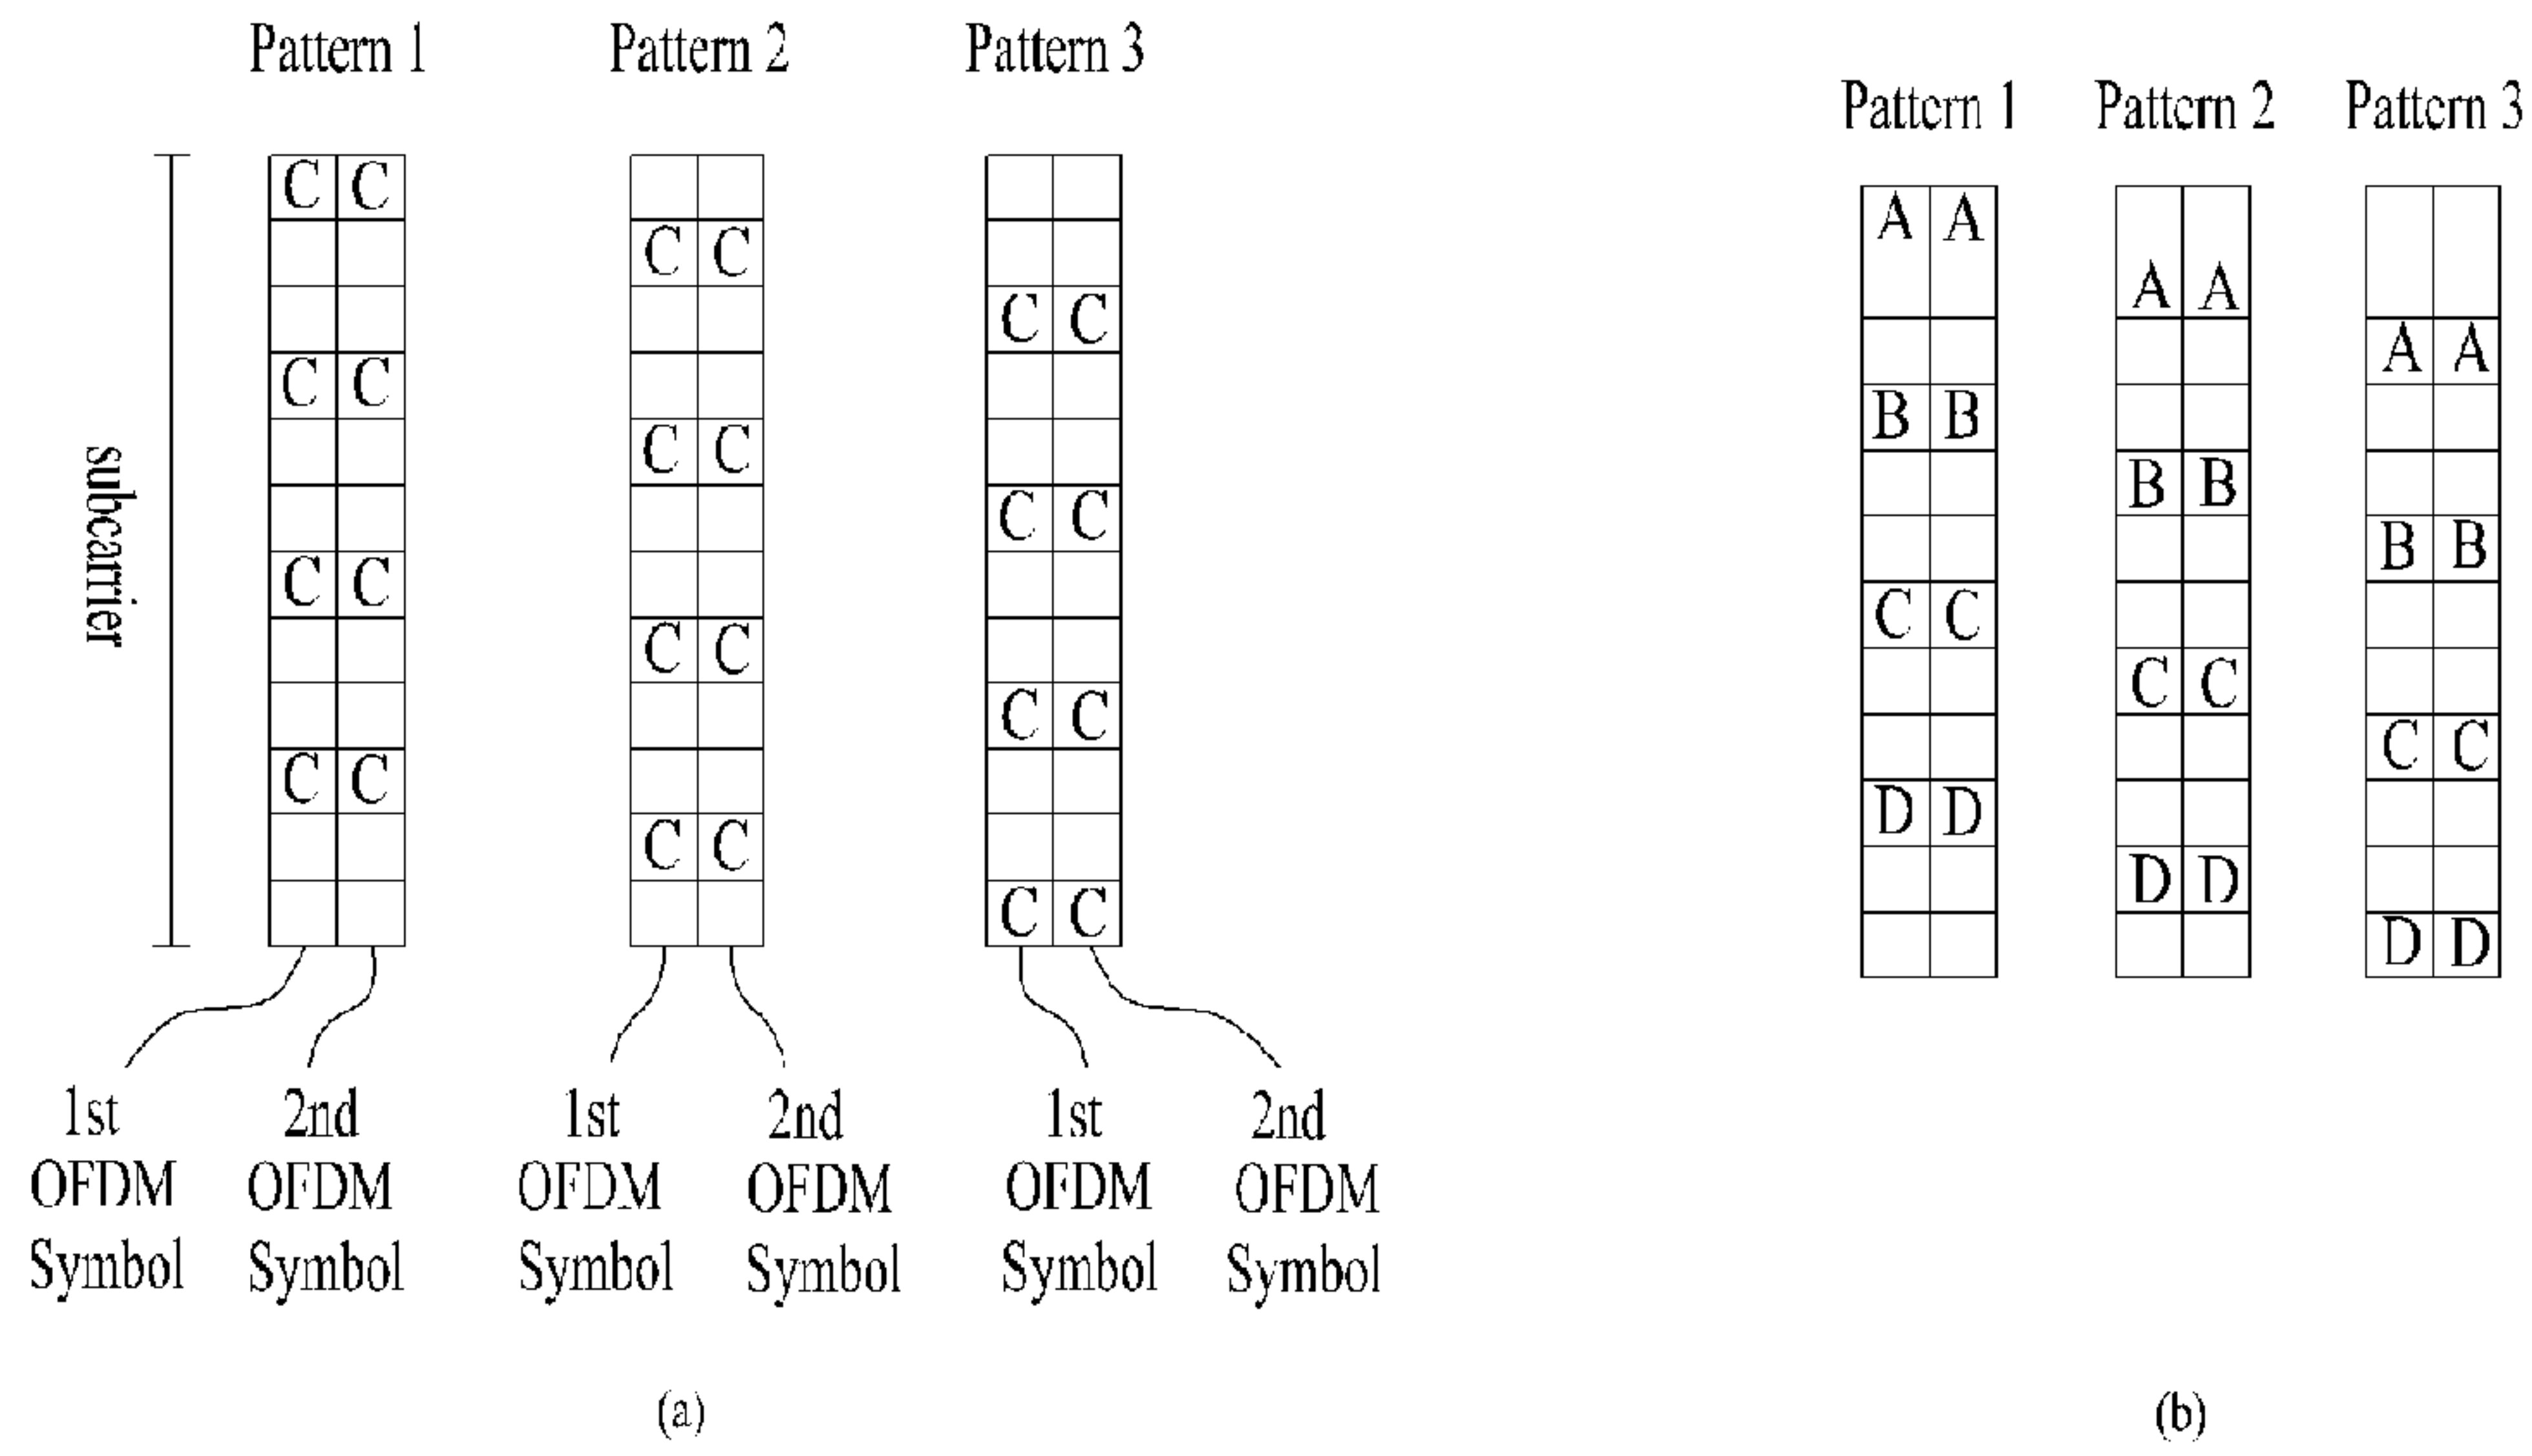 Pattern 1 Pattern 2 Pattern 3
C C
C C
C C
C C
C C
C C
C C
C C
C C
C C
C C
C C
subcarrier
1st OFDM Symbol
2nd OFDM Symbol
1st OFDM Symbol
2nd OFDM Symbol
1st OFDM Symbol
2nd OFDM Symbol
(a)
Pattern 1 Pattern 2 Pattern 3
A A
B B
C C
D D
A A
B B
C C
D D
A A
B B
C C
D D
(b)